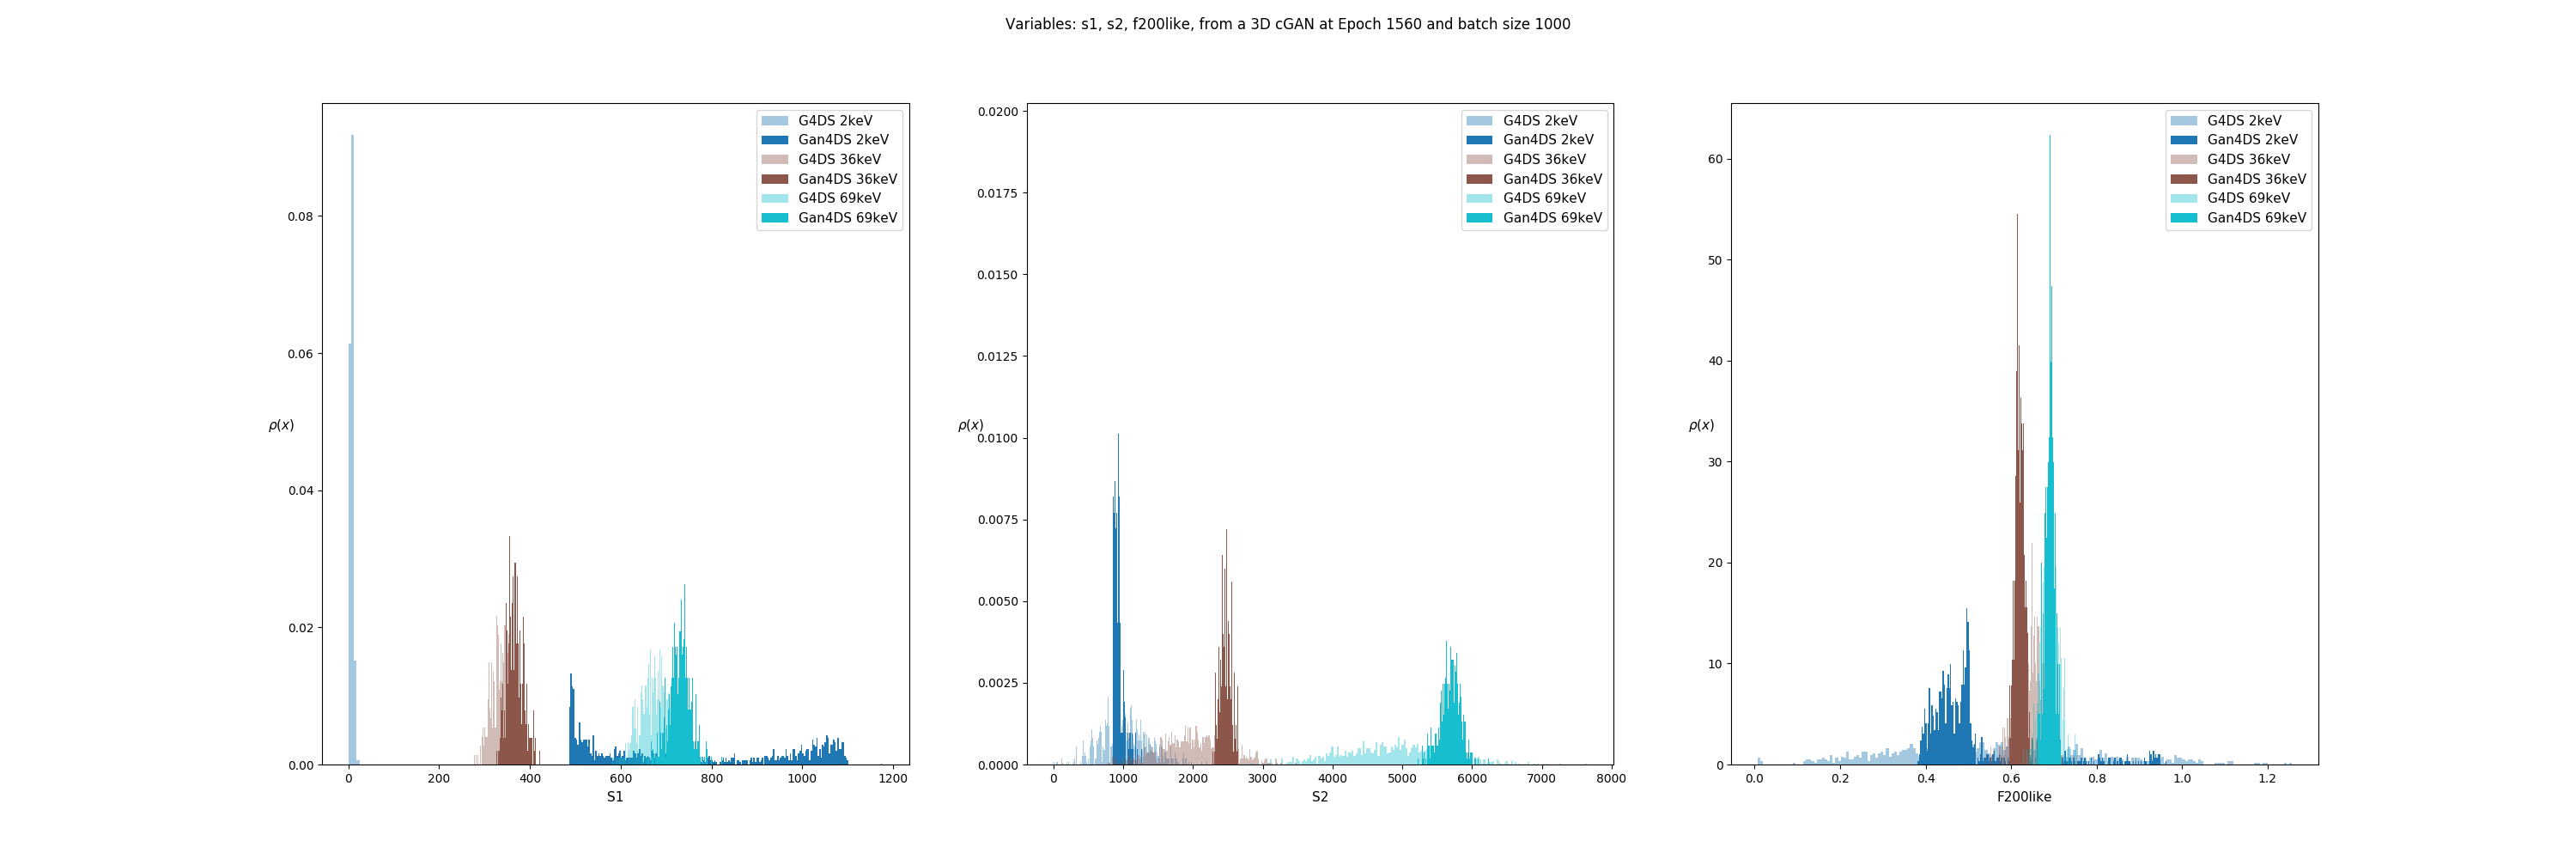 Variables: s1, s2, f200like, from a 3D cGAN at Epoch 1560 and batch size 1000
G4DS 2keV
Gan4DS 2keV
G4DS 36keV
Gan4DS 36keV
G4DS 69keV
Gan4DS 69keV
0.08
0.06
0.04
0.02
0.00
ρ(x)
0
200
400
600
800
1000
1200
S1
G4DS 2keV
Gan4DS 2keV
G4DS 36keV
Gan4DS 36keV
G4DS 69keV
Gan4DS 69keV
0.0200
0.0175
0.0150
0.0125
0.0100
0.0075
0.0050
0.0025
0.0000
ρ(x)
0
1000
2000
3000
4000
5000
6000
7000
8000
S2
G4DS 2keV
Gan4DS 2keV
G4DS 36keV
Gan4DS 36keV
G4DS 69keV
Gan4DS 69keV
60
50
40
30
20
10
0
ρ(x)
0.0
0.2
0.4
0.6
0.8
1.0
1.2
F200like